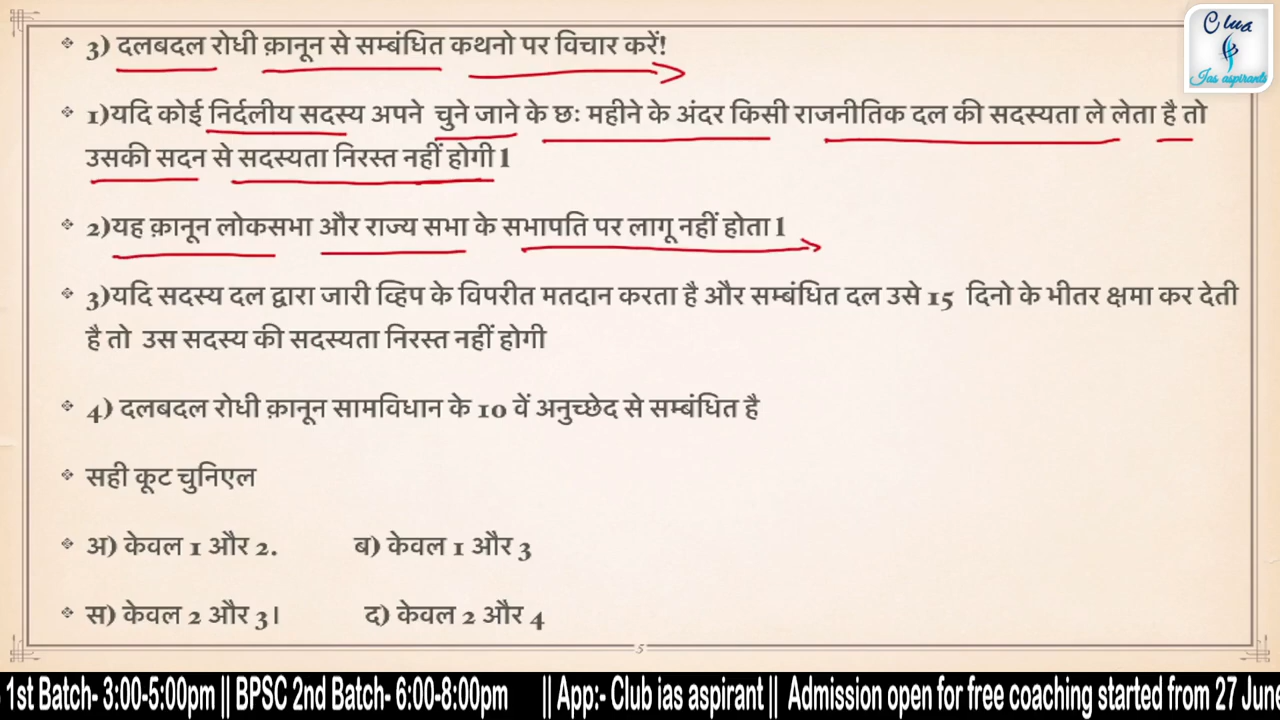 Clua
Ias aspirants
3) दलबदल रोधी क़ानून से सम्बंधित कथनो पर विचार करें!
1)यदि कोई निर्दलीय सदस्य अपने चुने जाने के छः महीने के अंदर किसी राजनीतिक दल की सदस्यता ले लेता है तो
उसकी सदन से सदस्यता निरस्त नहीं होगी l
2)यह क़ानून लोकसभा और राज्य सभा के सभापति पर लागू नहीं होता l
3)यदि सदस्य दल द्वारा जारी व्हिप के विपरीत मतदान करता है और सम्बंधित दल उसे 15 दिनो के भीतर क्षमा कर देती
है तो उस सदस्य की सदस्यता निरस्त नहीं होगी
4) दलबदल रोधी क़ानून सामविधान के 10 वें अनुच्छेद से सम्बंधित है
सही कूट चुनिएल
अ) केवल 1 और 2. ब) केवल 1 और 3
स) केवल 2 और 3। द) केवल 2 और 4
5
1st Batch- 3:00-5:00pm || BPSC 2nd Batch- 6:00-8:00pm || App:- Club ias aspirant || Admission open for free coaching started from 27 June